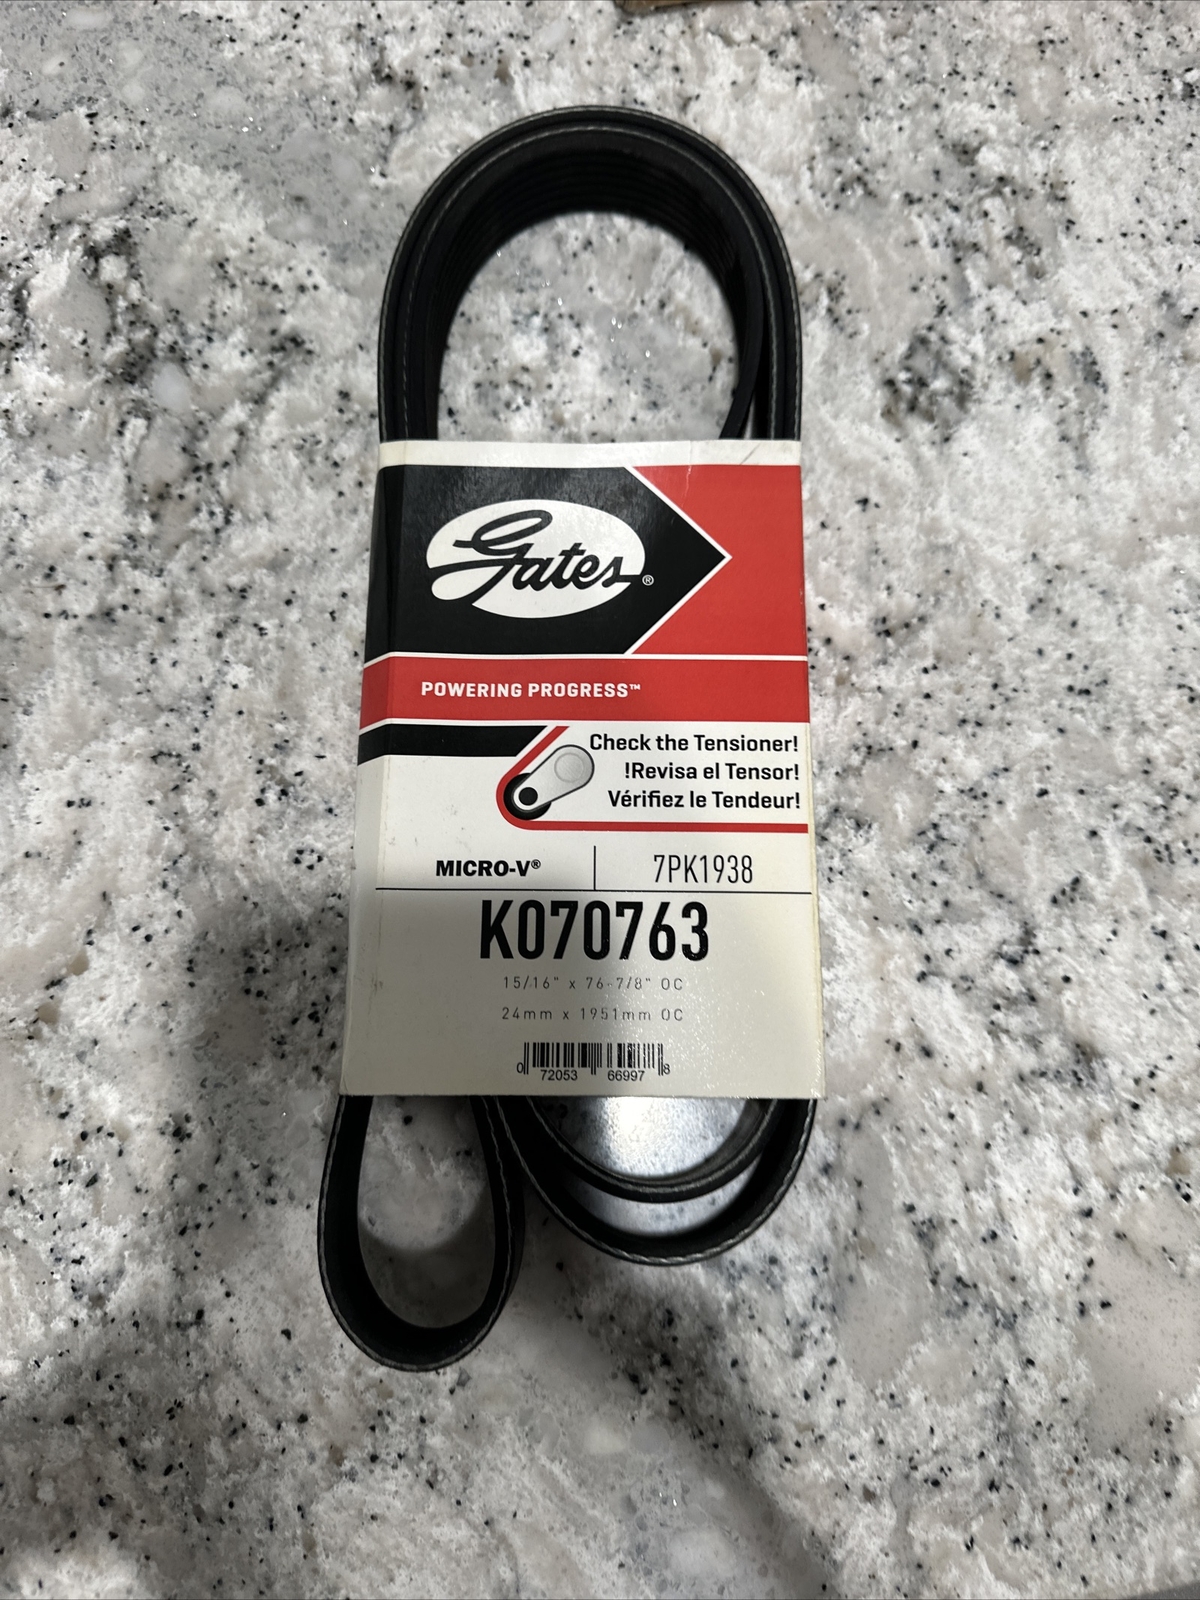 Gates®
POWERING PROGRESS™
Check the Tensioner!
!Revisa el Tensor!
Vérifiez le Tendeur!
MICRO-V® 7PK1938
K070763
15/16" x 76-7/8" OC
24mm x 1951mm OC
0 72053 66997 8